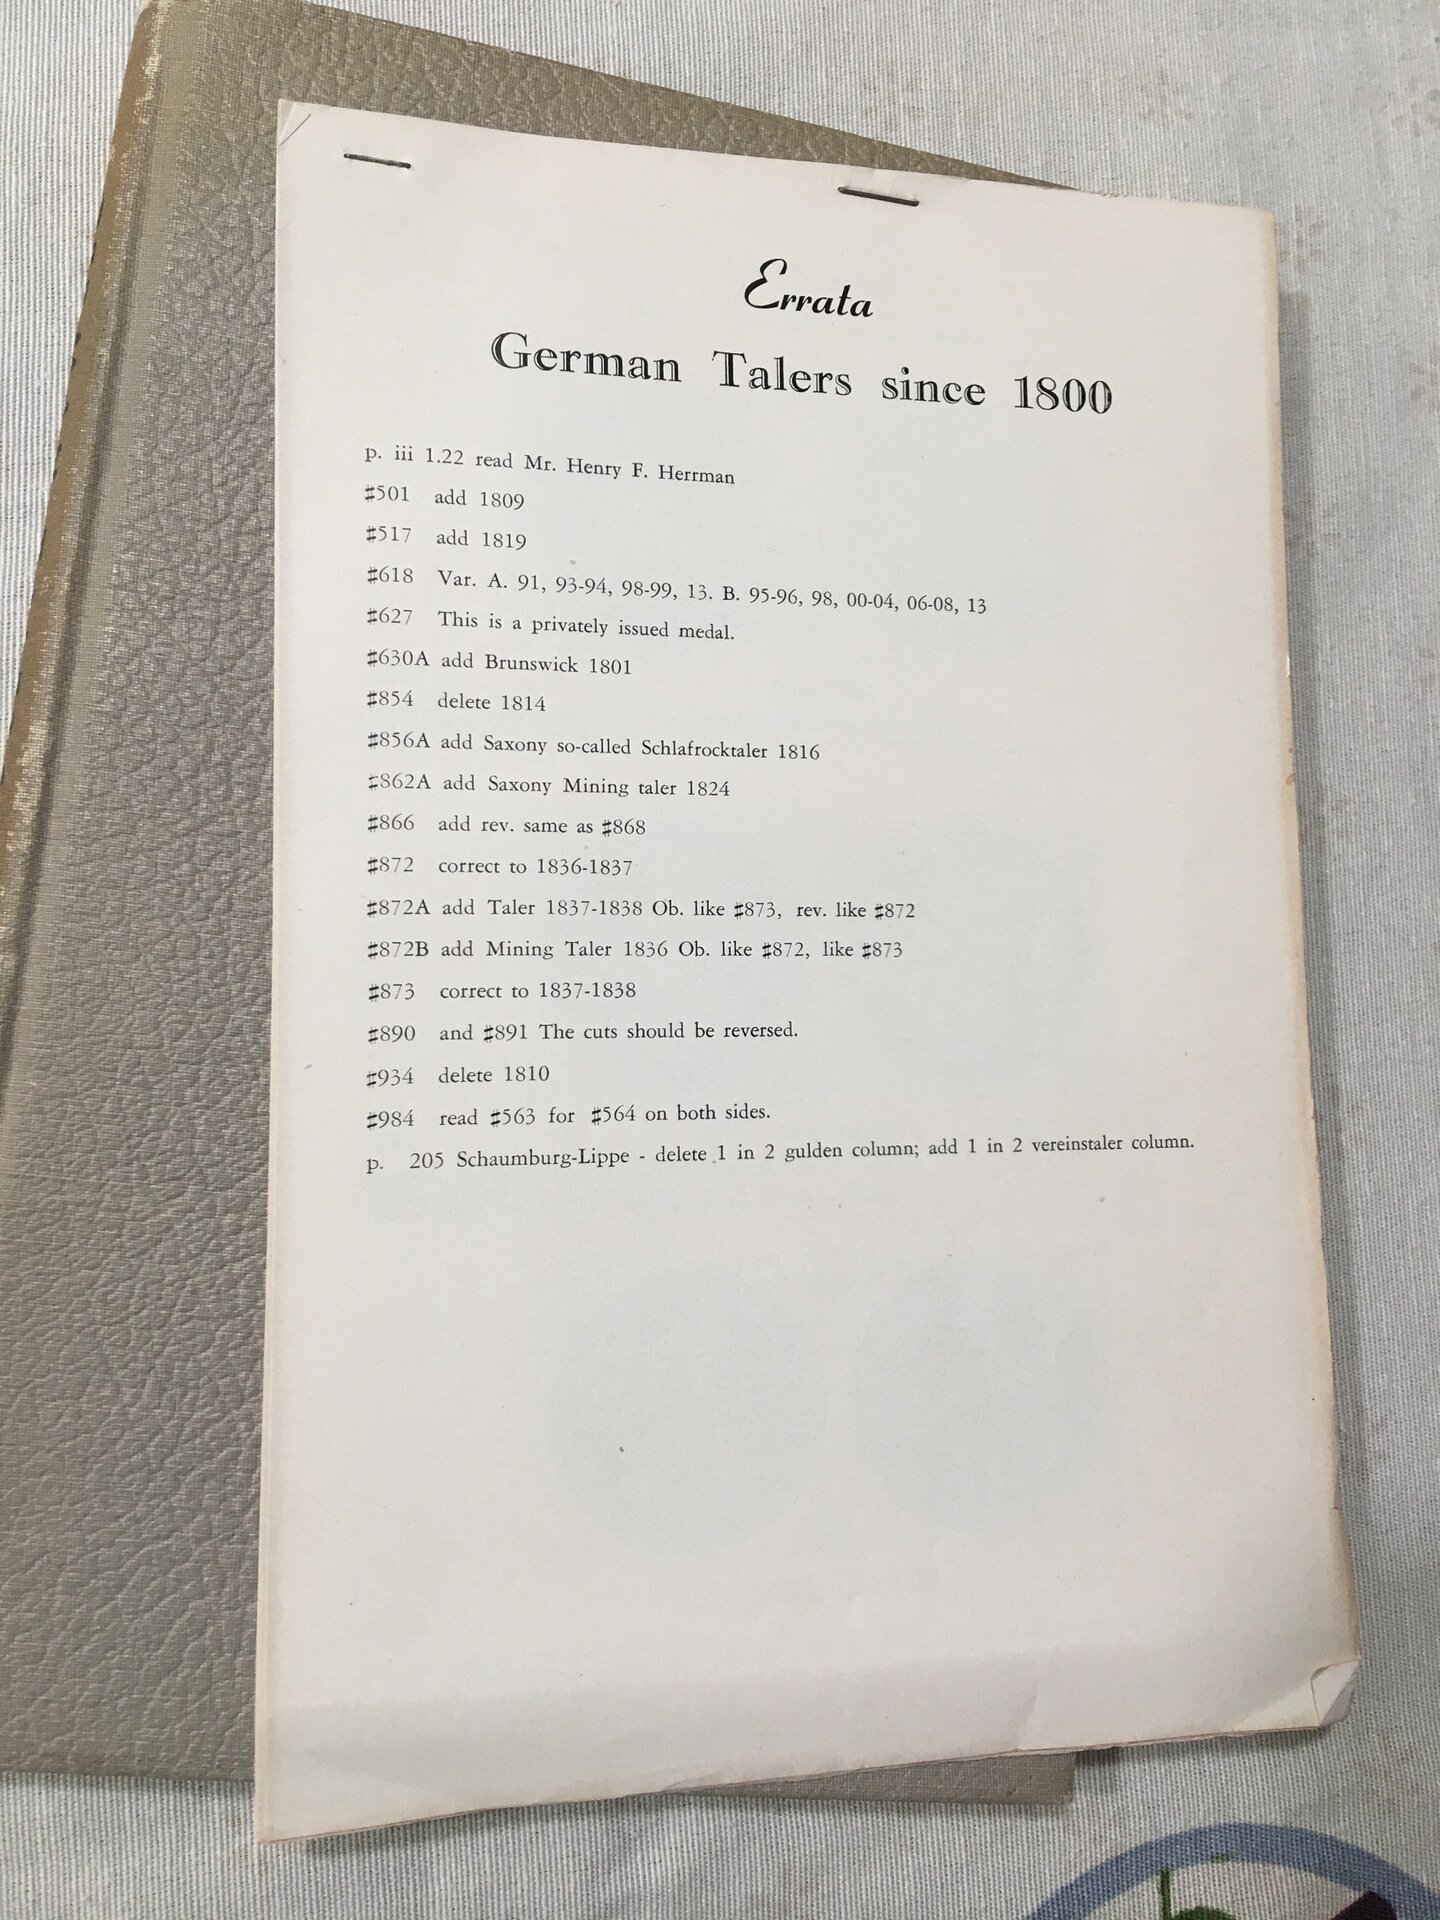 Errata
German Talers since 1800
p. iii 1.22 read Mr. Henry F. Herrman
#501 add 1809
#517 add 1819
#618 Var. A. 91, 93-94, 98-99, 13. B. 95-96, 98, 00-04, 06-08, 13
#627 This is a privately issued medal.
#630A add Brunswick 1801
#854 delete 1814
#856A add Saxony so-called Schlafrocktaler 1816
#862A add Saxony Mining taler 1824
#866 add rev. same as #868
#872 correct to 1836-1837
#872A add Taler 1837-1838 Ob. like #873, rev. like #872
#872B add Mining Taler 1836 Ob. like #872, like #873
#873 correct to 1837-1838
#890 and #891 The cuts should be reversed.
#934 delete 1810
#984 read #563 for #564 on both sides.
p. 205 Schaumburg-Lippe - delete 1 in 2 gulden column; add 1 in 2 vereinstaler column.